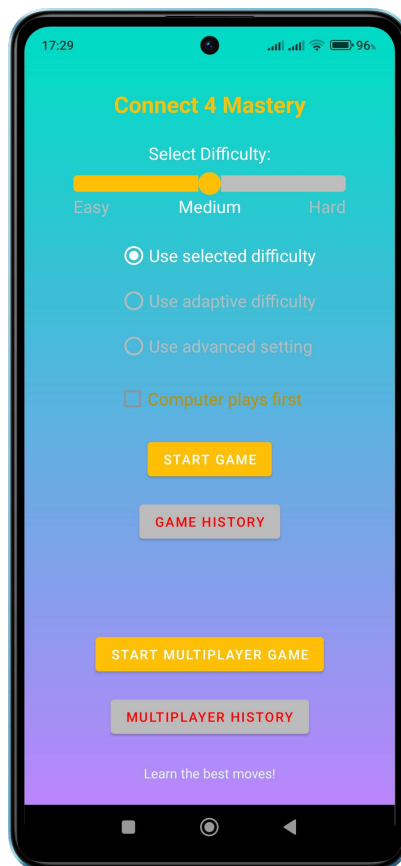 17:29 96%
Connect 4 Mastery
Select Difficulty:
Easy Medium Hard
Use selected difficulty
Use adaptive difficulty
Use advanced setting
Computer plays first
START GAME
GAME HISTORY
START MULTIPLAYER GAME
MULTIPLAYER HISTORY
Learn the best moves!